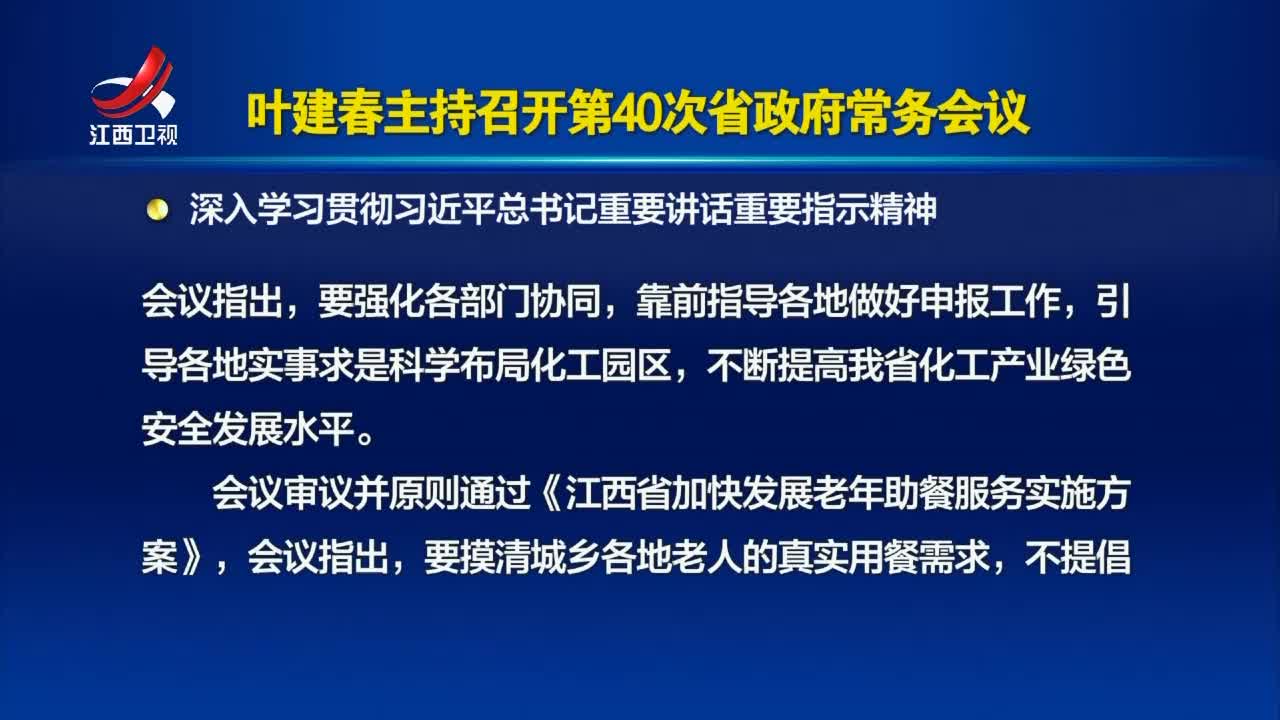 江西卫视
叶建春主持召开第40次省政府常务会议
深入学习贯彻习近平总书记重要讲话重要指示精神
会议指出，要强化各部门协同，靠前指导各地做好申报工作，引
导各地实事求是科学布局化工园区，不断提高我省化工产业绿色
安全发展水平。
会议审议并原则通过《江西省加快发展老年助餐服务实施方
案》，会议指出，要摸清城乡各地老人的真实用餐需求，不提倡